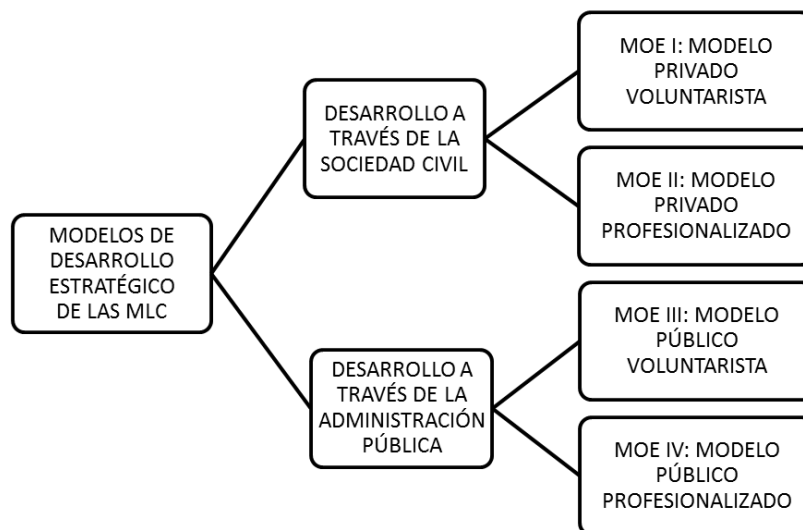 MODELOS DE
DESARROLLO
ESTRATÉGICO
DE LAS MLC
DESARROLLO A
TRAVÉS DE LA
SOCIEDAD CIVIL
MOE I: MODELO
PRIVADO
VOLUNTARISTA
MOE II: MODELO
PRIVADO
PROFESIONALIZADO
DESARROLLO A
TRAVÉS DE LA
ADMINISTRACIÓN
PÚBLICA
MOE III: MODELO
PÚBLICO
VOLUNTARISTA
MOE IV: MODELO
PÚBLICO
PROFESIONALIZADO